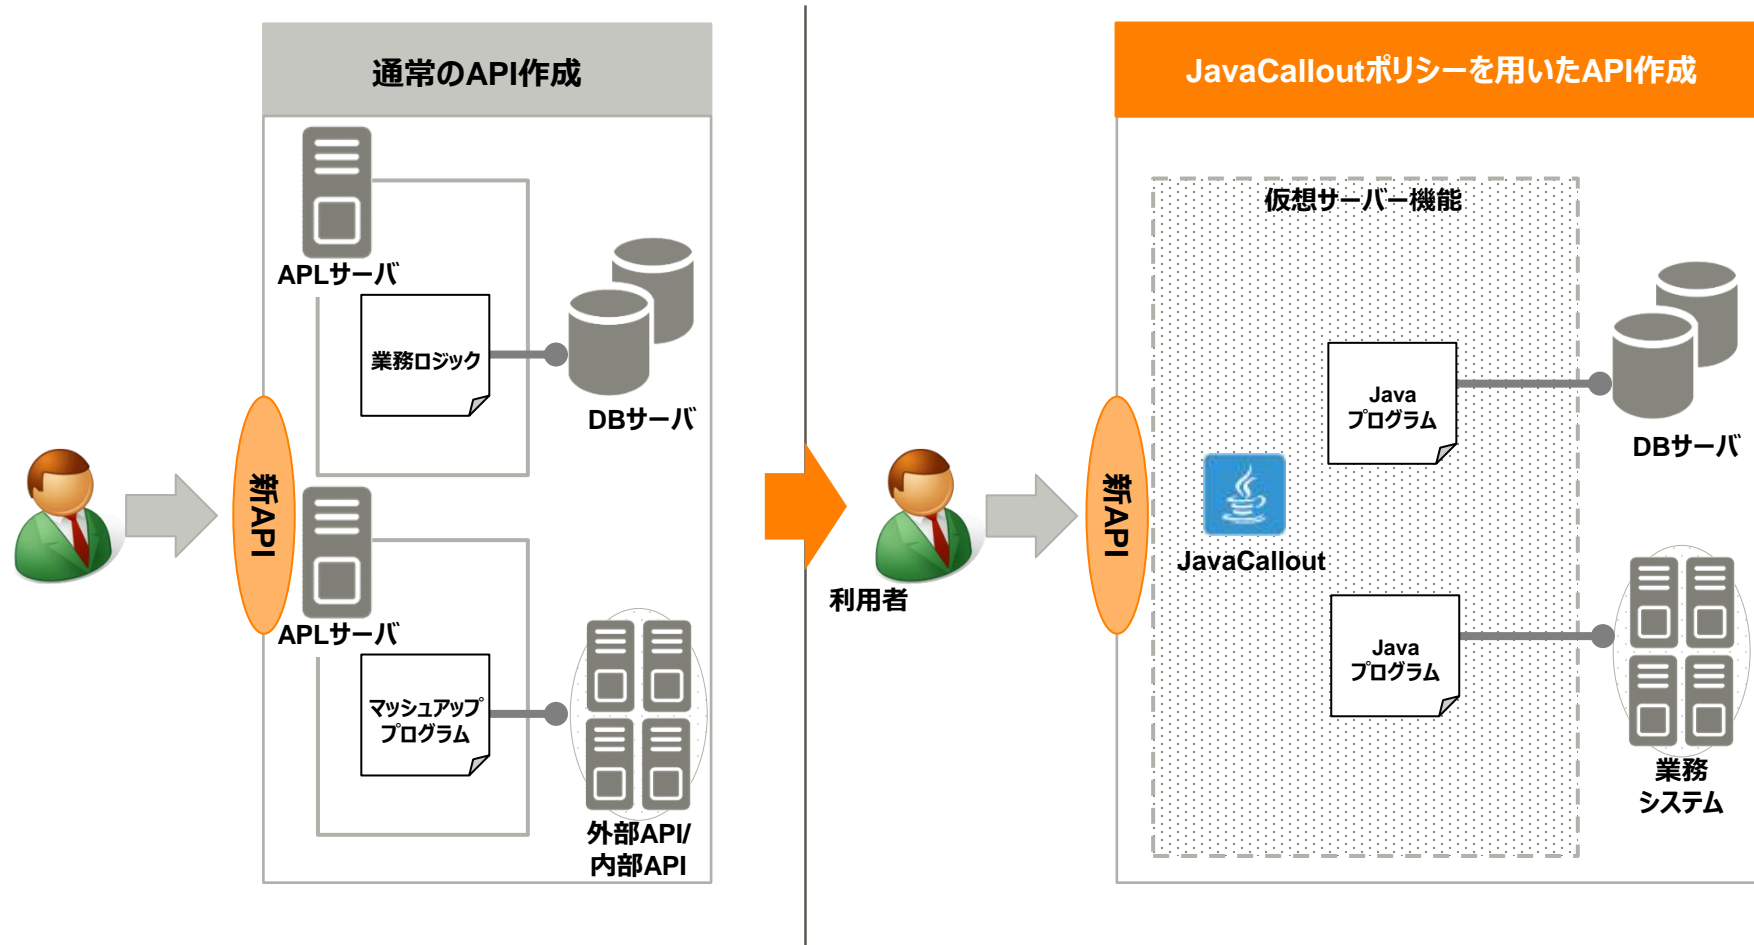 通常のAPI作成
APLサーバ
業務ロジック
DBサーバ
新API
APLサーバ
マッシュアップ
プログラム
外部API/
内部API
JavaCalloutポリシーを用いたAPI作成
仮想サーバー機能
Java
プログラム
DBサーバ
利用者
新API
JavaCallout
Java
プログラム
業務
システム